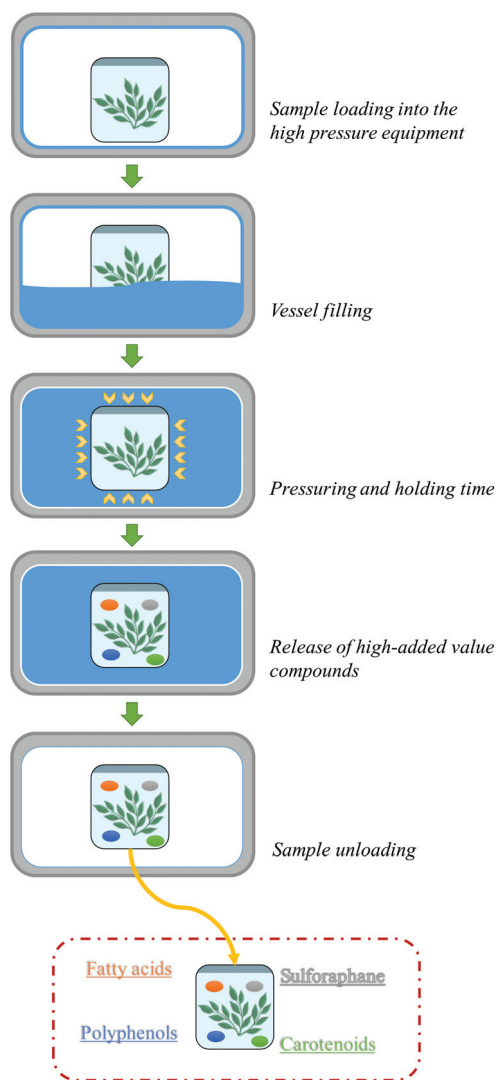 Sample loading into the
high pressure equipment
Vessel filling
Pressuring and holding time
Release of high-added value
compounds
Sample unloading
Fatty acids
Sulforaphane
Polyphenols
Carotenoids